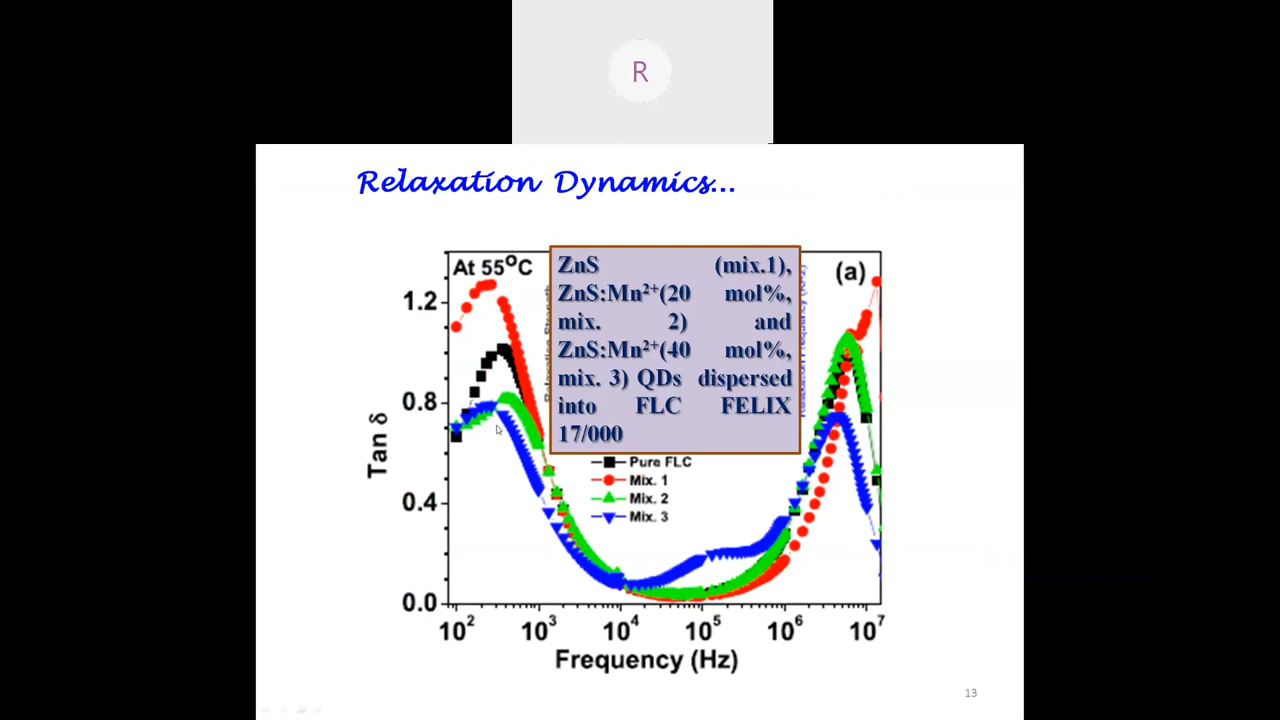 R
Relaxation Dynamics...
At 55°C
(a)
ZnS (mix.1),
ZnS:Mn²⁺(20 mol%,
mix. 2) and
ZnS:Mn²⁺(40 mol%,
mix. 3) QDs dispersed
into FLC FELIX
17/000
Pure FLC
Mix. 1
Mix. 2
Mix. 3
Tan δ
1.2
0.8
0.4
0.0
10² 10³ 10⁴ 10⁵ 10⁶ 10⁷
Frequency (Hz)
13